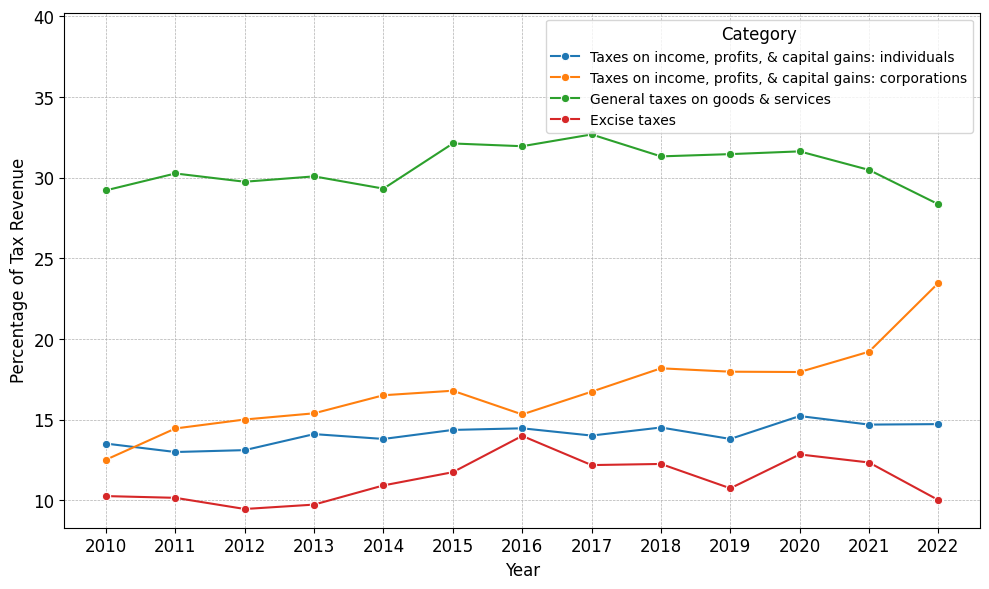 Category
Taxes on income, profits, & capital gains: individuals
Taxes on income, profits, & capital gains: corporations
General taxes on goods & services
Excise taxes
Percentage of Tax Revenue
40
35
30
25
20
15
10
2010 2011 2012 2013 2014 2015 2016 2017 2018 2019 2020 2021 2022
Year